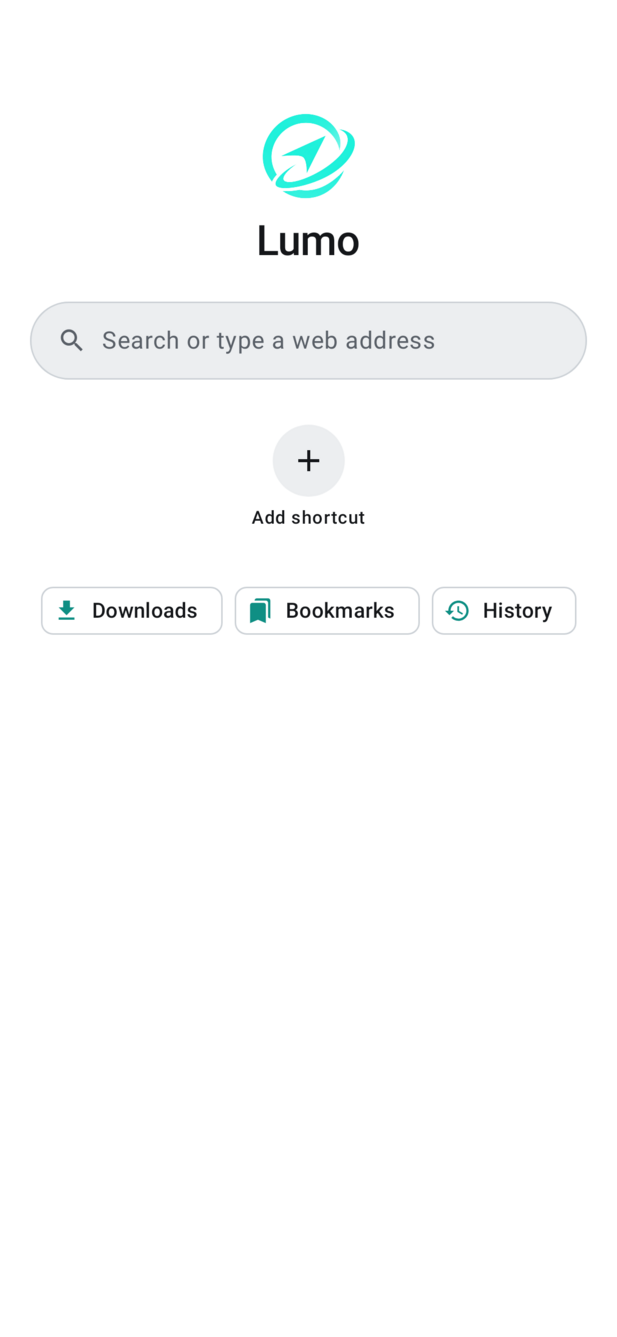 Lumo
Search or type a web address
Add shortcut
Downloads
Bookmarks
History